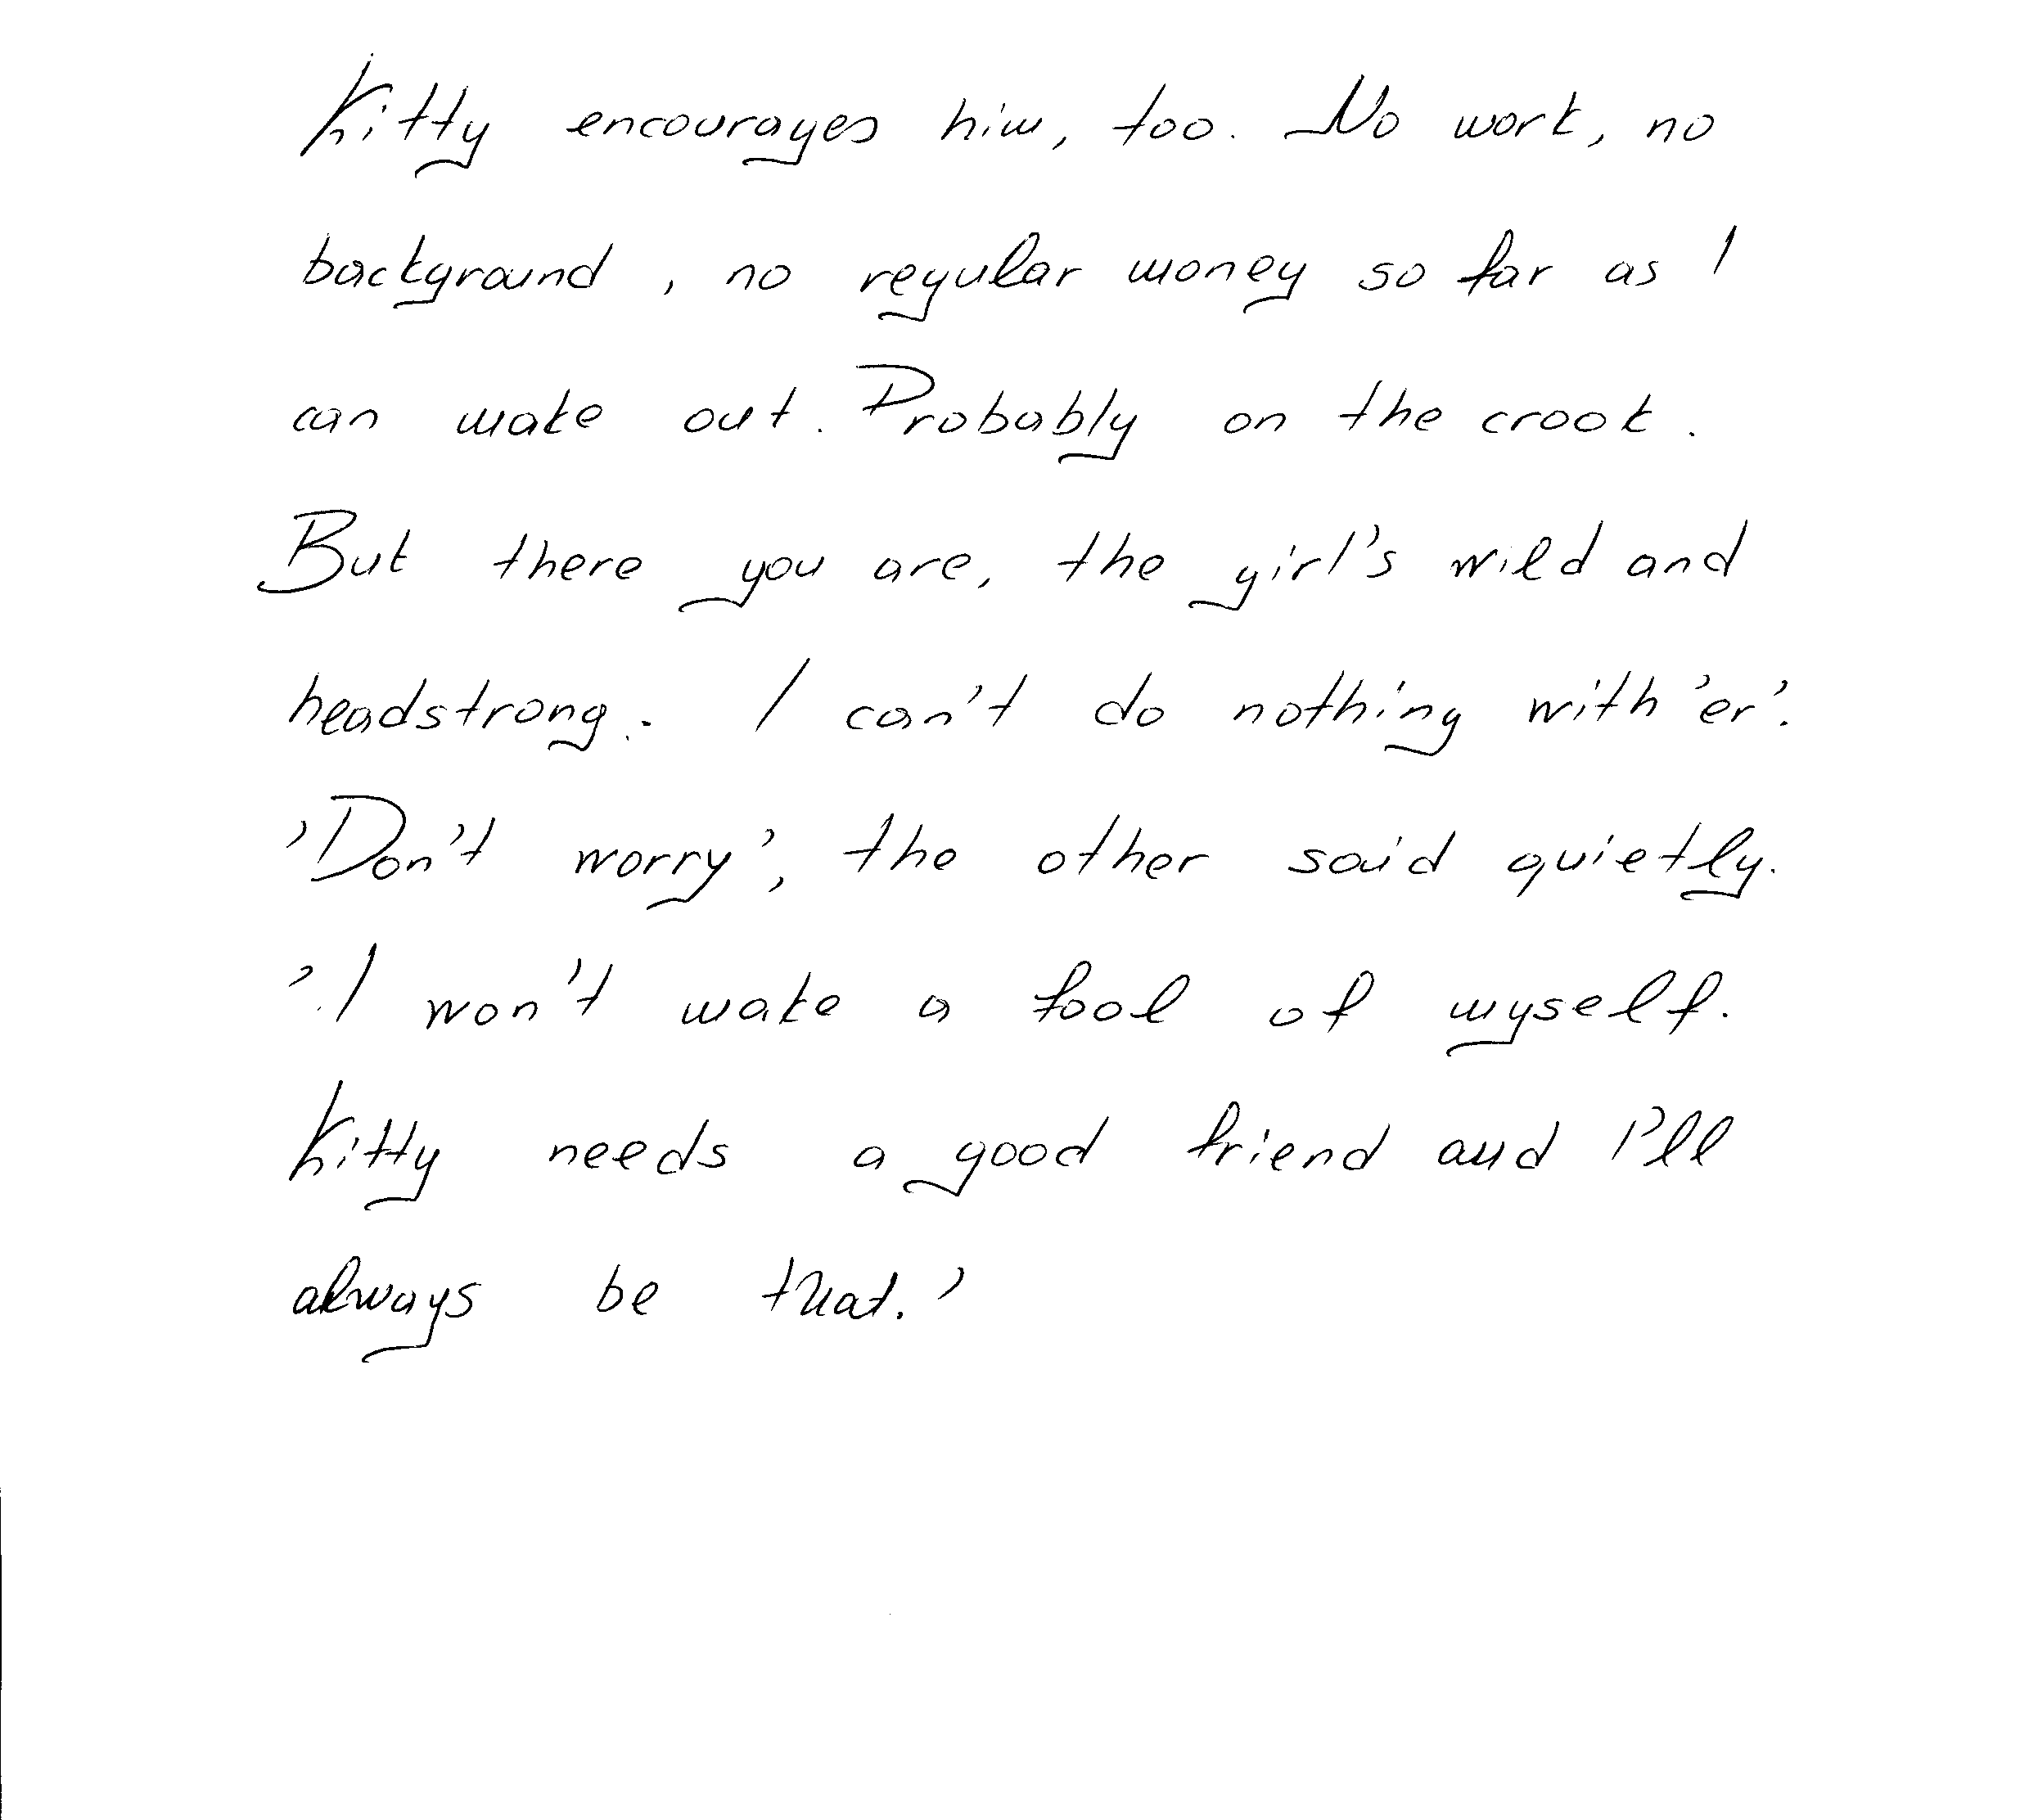 Kitty encourages him, too. No work, no
background, no regular money so far as I
can make out. Probably on the crook.
But there you are, the girl's wild and
headstrong. I can't do nothing with 'er'.
'Don't worry', the other said quietly.
'I won't make a fool of myself.
Kitty needs a good friend and I'll
always be that.'